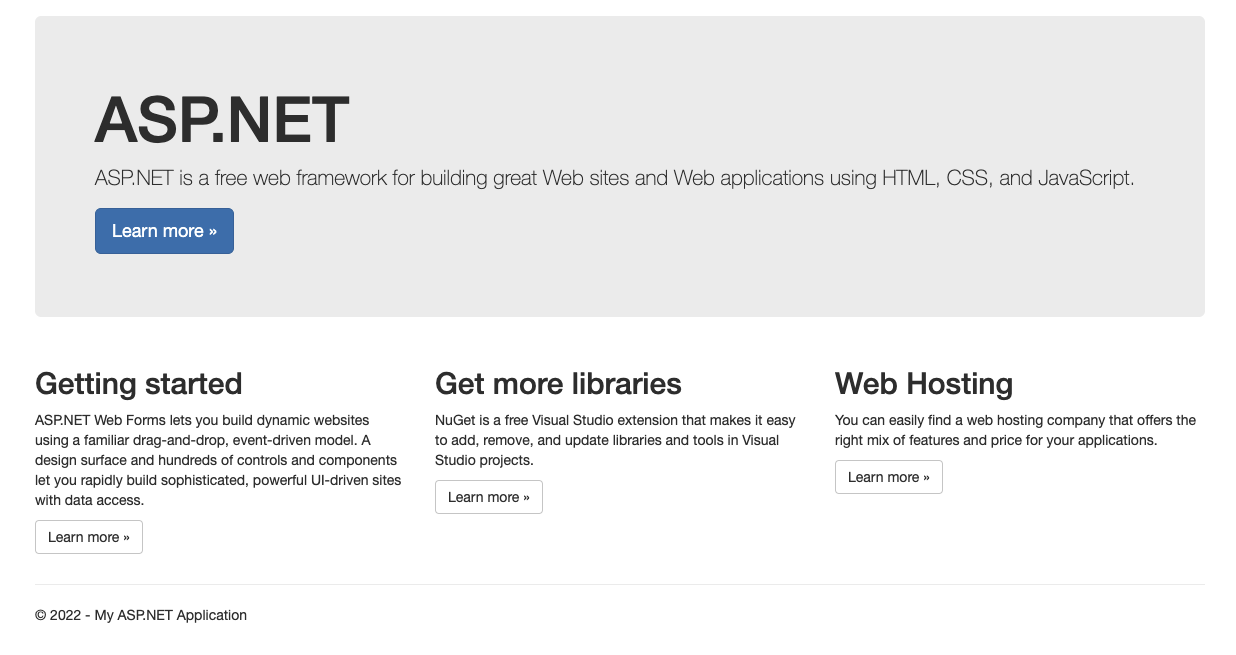 ASP.NET
ASP.NET is a free web framework for building great Web sites and Web applications using HTML, CSS, and JavaScript.
Learn more »
Getting started
ASP.NET Web Forms lets you build dynamic websites
using a familiar drag-and-drop, event-driven model. A
design surface and hundreds of controls and components
let you rapidly build sophisticated, powerful UI-driven sites
with data access.
Learn more »
Get more libraries
NuGet is a free Visual Studio extension that makes it easy
to add, remove, and update libraries and tools in Visual
Studio projects.
Learn more »
Web Hosting
You can easily find a web hosting company that offers the
right mix of features and price for your applications.
Learn more »
© 2022 - My ASP.NET Application